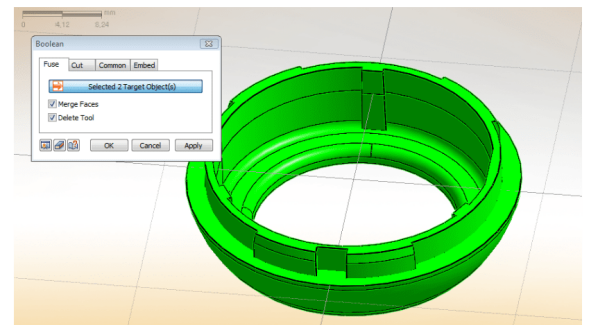 mm
0 4.12 8.24
Boolean
Fuse Cut Common Embed
Selected 2 Target Object(s)
Merge Faces
Delete Tool
OK Cancel Apply